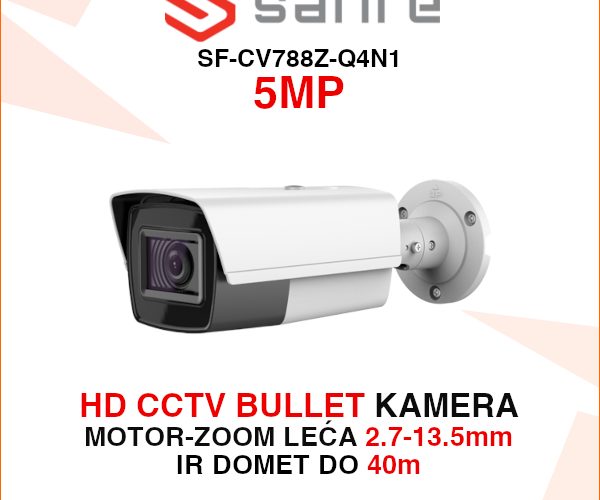 SF-CV788Z-Q4N1
5MP
HD CCTV BULLET KAMERA
MOTOR-ZOOM LEĆA 2.7-13.5mm
IR DOMET DO 40m